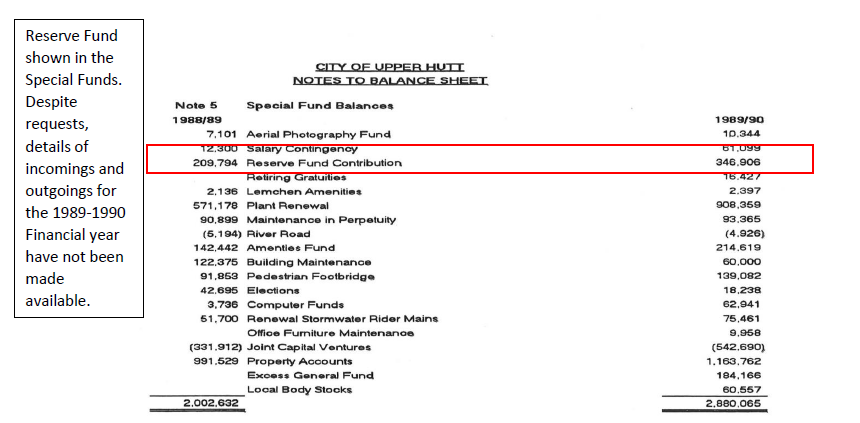 Reserve Fund
shown in the
Special Funds.
Despite
requests,
details of
incomings and
outgoings for
the 1989-1990
Financial year
have not been
made
available.
CITY OF UPPER HUTT
NOTES TO BALANCE SHEET
Note 5 Special Fund Balances
1988/89 1989/90
7,101 Aerial Photography Fund 10,344
12,300 Salary Contingency 61,099
209,794 Reserve Fund Contribution 346,906
Retiring Gratuities 16,427
2,136 Lemchen Amenities 2,397
571,178 Plant Renewal 908,359
90,899 Maintenance in Perpetuity 93,365
(5,194) River Road (4,926)
142,442 Amenties Fund 214,619
122,375 Building Maintenance 60,000
91,853 Pedestrian Footbridge 139,082
42,695 Elections 18,238
3,736 Computer Funds 62,941
51,700 Renewal Stormwater Rider Mains 75,461
Office Furniture Maintenance 9,958
(331,912) Joint Capital Ventures (542,690)
991,529 Property Accounts 1,163,762
Excess General Fund 184,166
Local Body Stocks 60,557
2,002,632 2,880,065